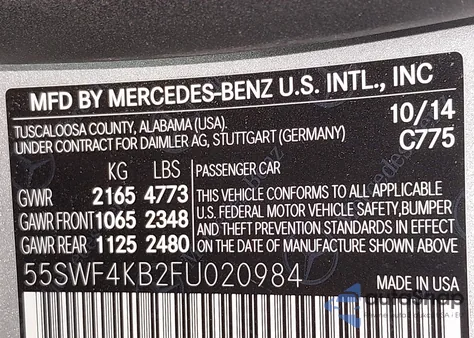 MFD BY MERCEDES-BENZ U.S. INTL., INC
TUSCALOOSA COUNTY, ALABAMA (USA). 10/14
UNDER CONTRACT FOR DAIMLER AG, STUTTGART (GERMANY) C775
KG LBS PASSENGER CAR
GWR 2165 4773 THIS VEHICLE CONFORMS TO ALL APPLICABLE
GAWR FRONT 1065 2348 U.S. FEDERAL MOTOR VEHICLE SAFETY, BUMPER
GAWR REAR 1125 2480 AND THEFT PREVENTION STANDARDS IN EFFECT
ON THE DATE OF MANUFACTURE SHOWN ABOVE
55SWF4KB2FU020984 MADE IN USA
autoSnap